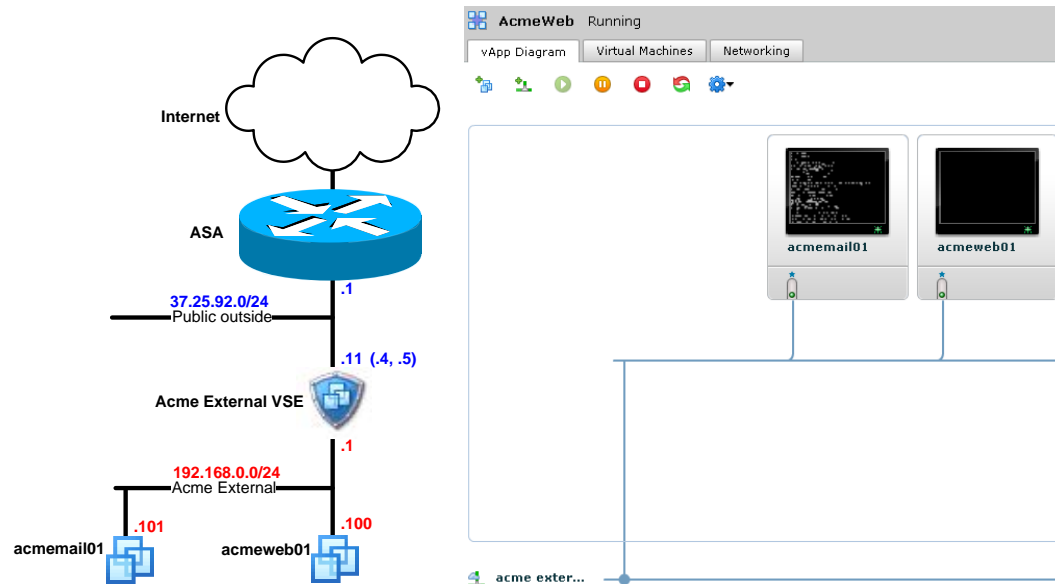 Internet
ASA
.1
37.25.92.0/24
Public outside
.11 (.4, .5)
Acme External VSE
.1
192.168.0.0/24
Acme External
.101
.100
acmemail01
acmeweb01
AcmeWeb Running
vApp Diagram
Virtual Machines
Networking
acmemail01
acmeweb01
acme exter...